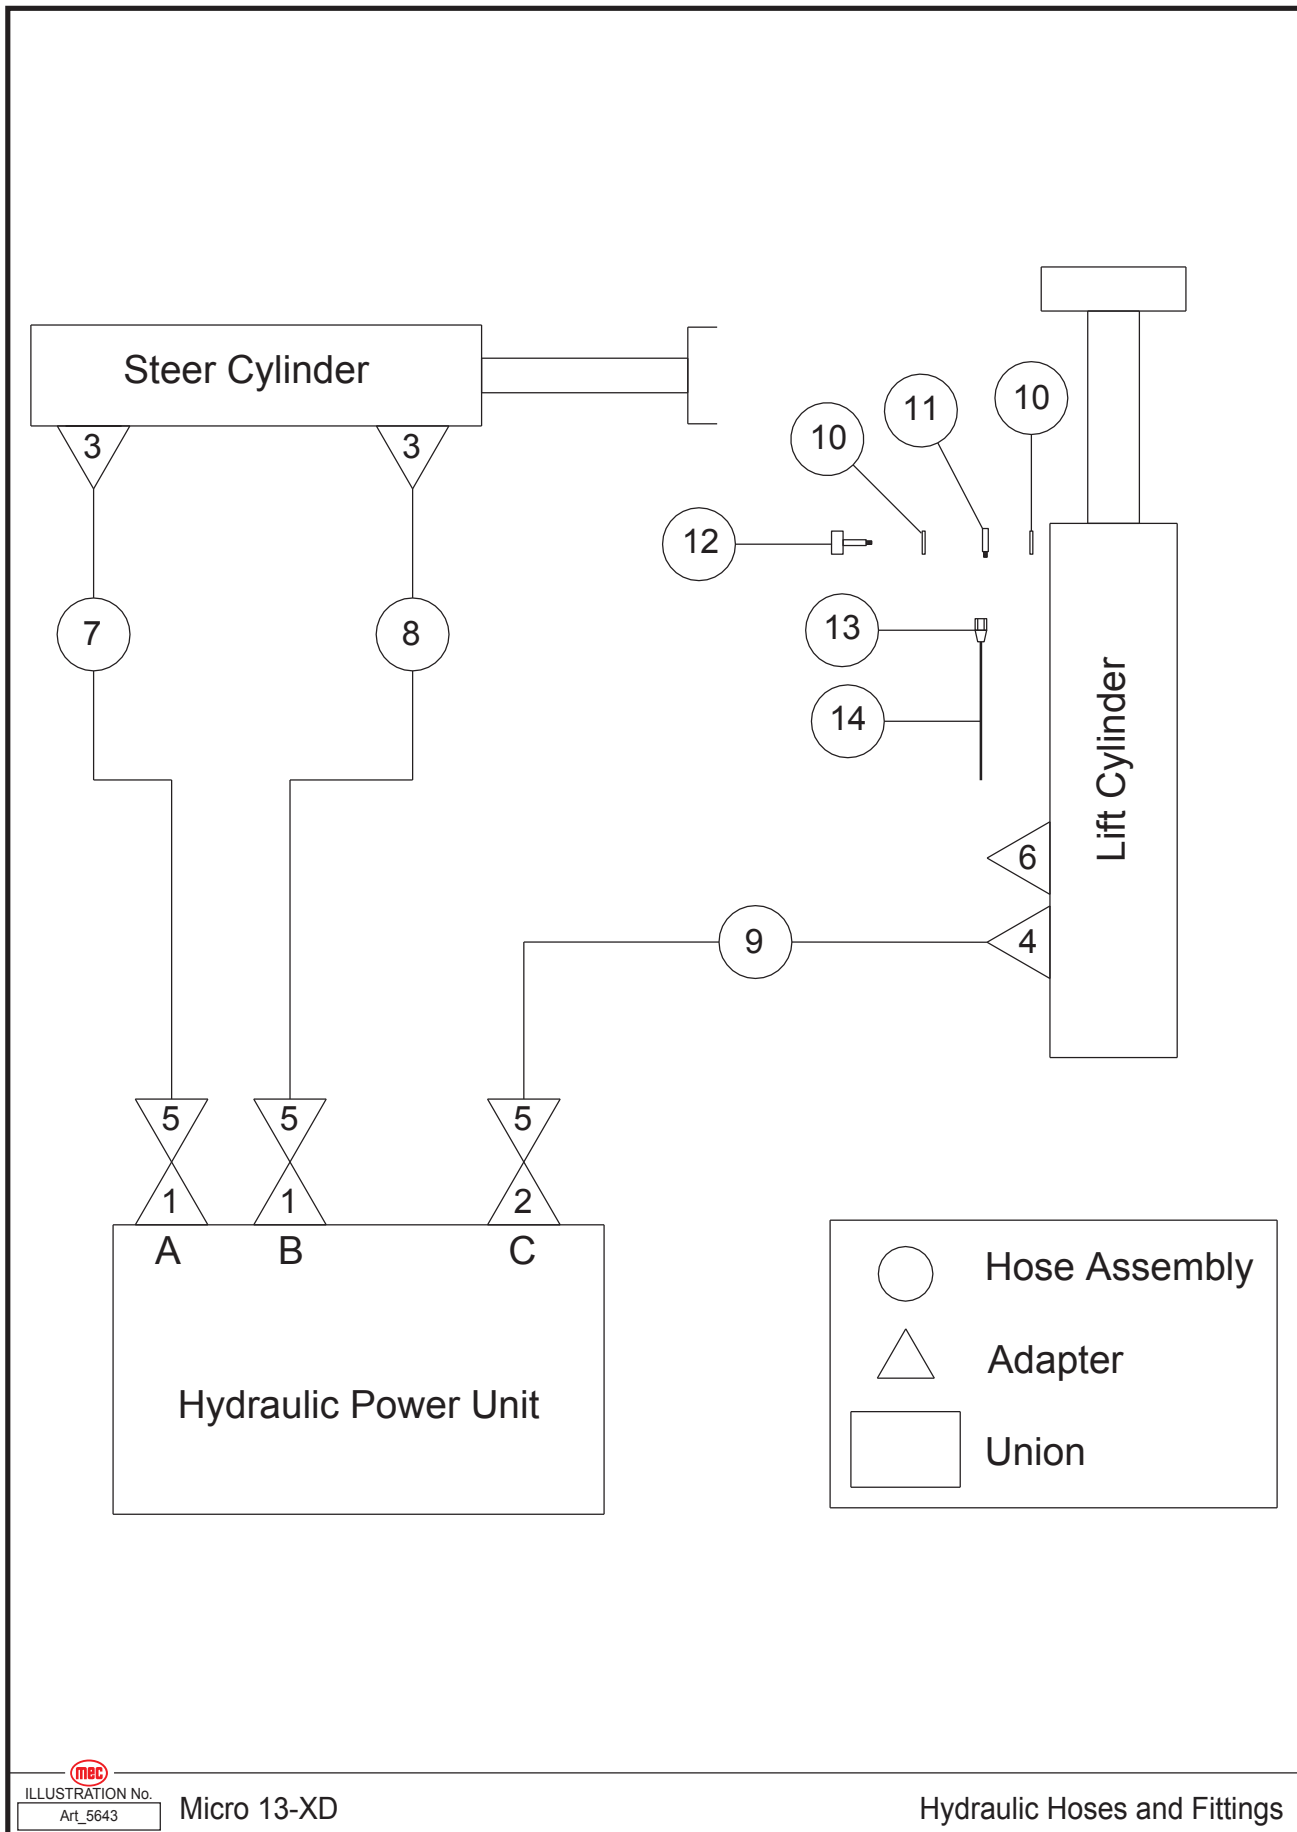 Steer Cylinder
3
3
10
11
10
12
7
8
13
14
Lift Cylinder
6
9
4
5
5
5
1
1
2
A
B
C
Hydraulic Power Unit
Hose Assembly
Adapter
Union
mec
ILLUSTRATION No.
Art_5643
Micro 13-XD
Hydraulic Hoses and Fittings